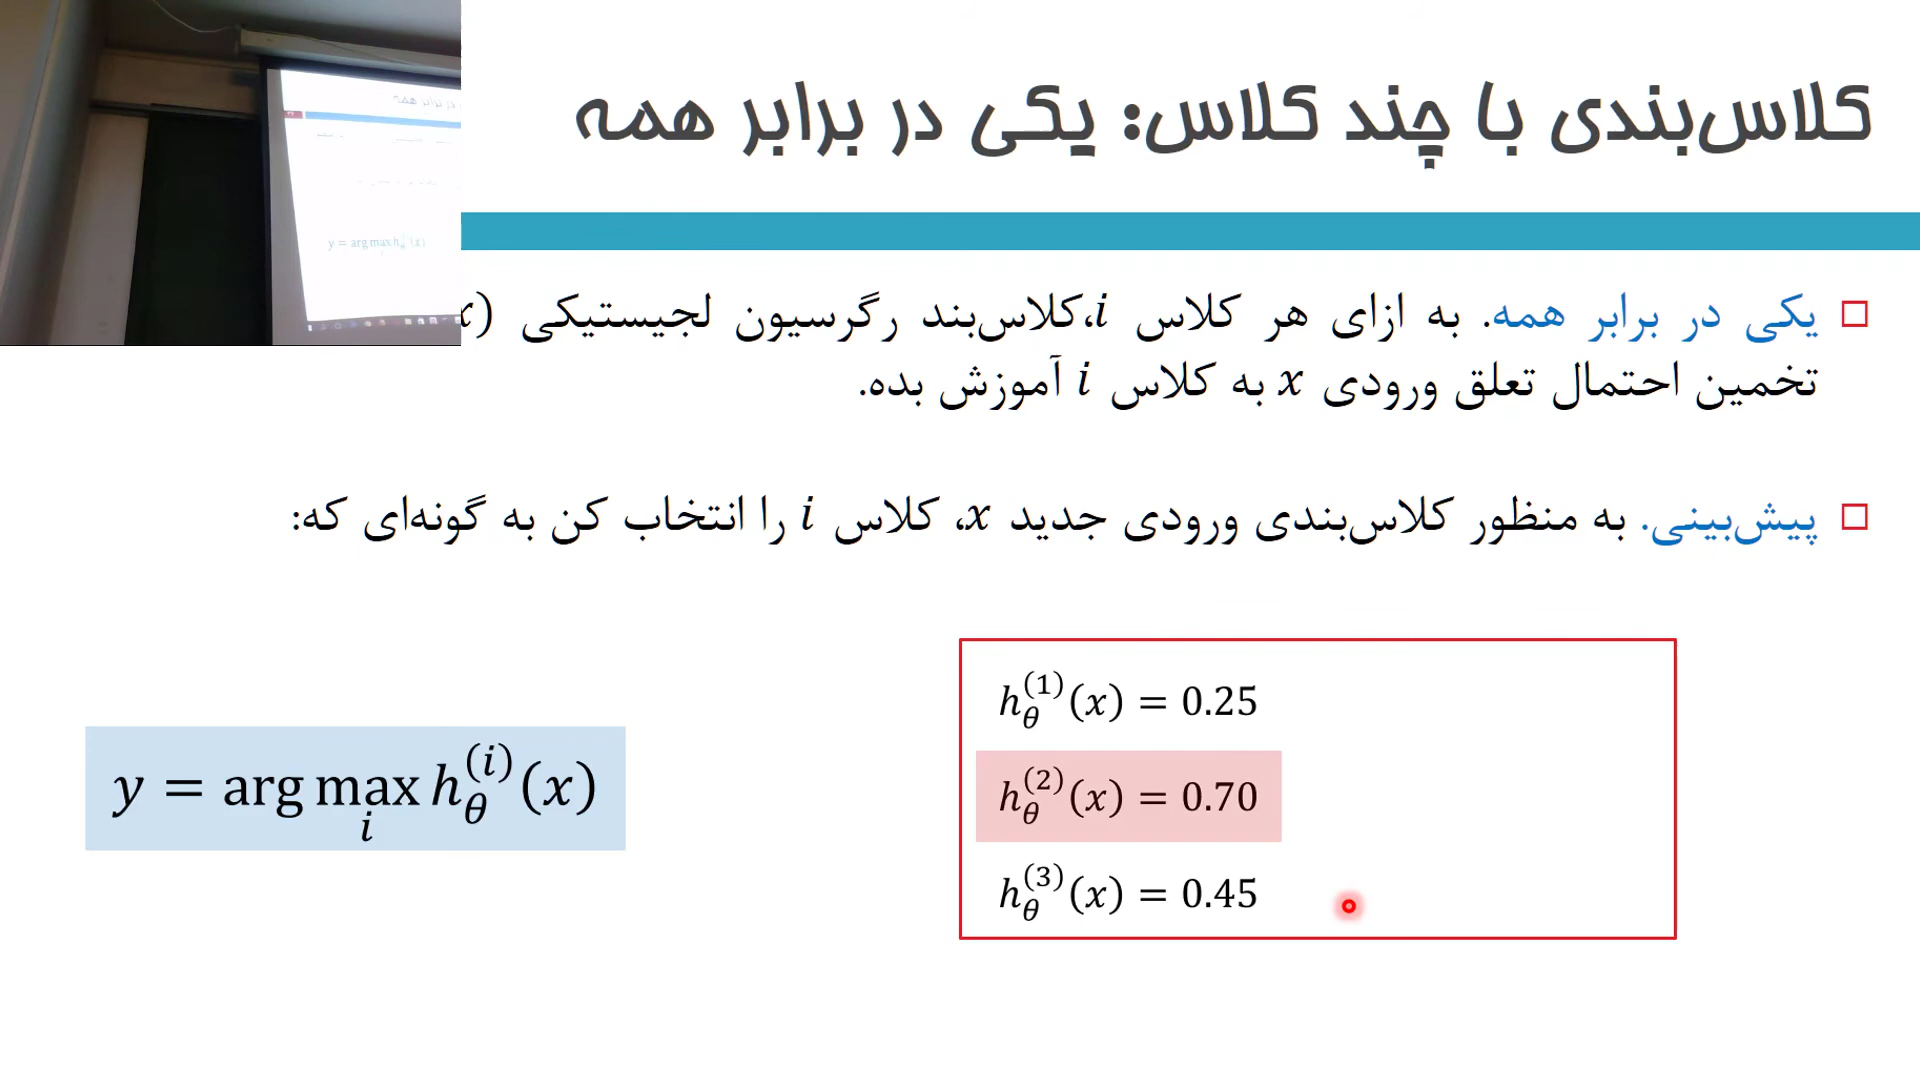 کلاس‌بندی با چند کلاس: یکی در برابر همه
یکی در برابر همه. به ازای هر کلاس i،کلاس‌بند رگرسیون لجیستیکی (x
تخمین احتمال تعلق ورودی x به کلاس i آموزش بده.
پیش‌بینی. به منظور کلاس‌بندی ورودی جدید x، کلاس i را انتخاب کن به گونه‌ای که:
y = arg max_i h_θ^(i)(x)
h_θ^(1)(x) = 0.25
h_θ^(2)(x) = 0.70
h_θ^(3)(x) = 0.45
y = arg max h_θ^(i)(x)